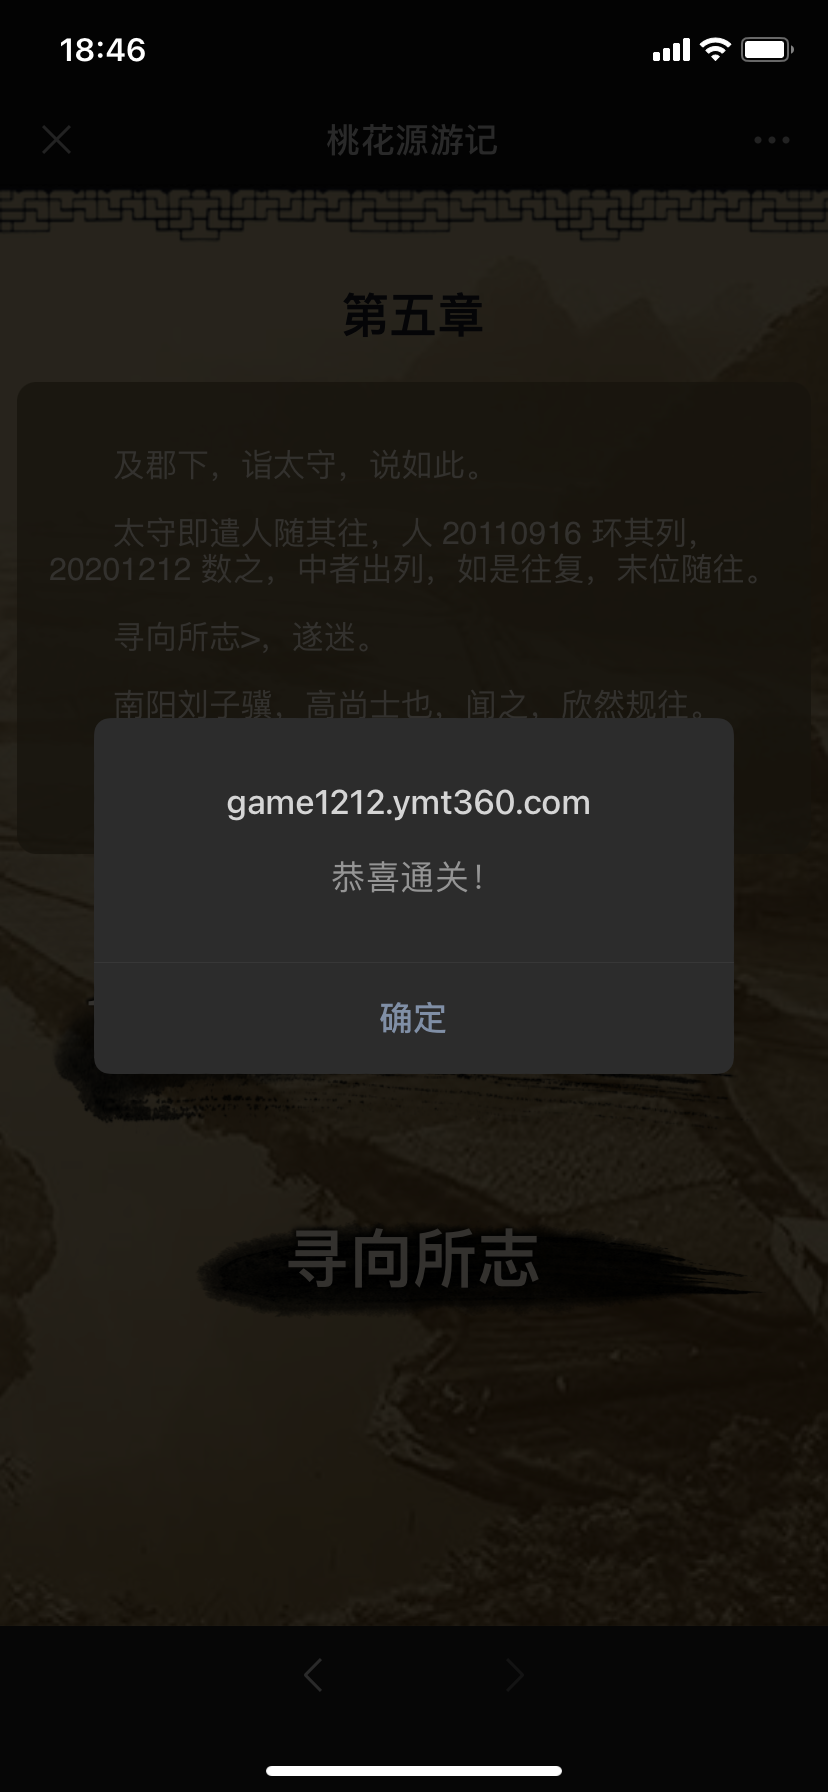 18:46
桃花源游记
第五章
及郡下，诣太守，说如此。
太守即遣人随其往，人 20110916 环其列，
20201212 数之，中者出列，如是往复，末位随往。
寻向所志>，遂迷。
南阳刘子骥，高尚士也，闻之，欣然规往。
game1212.ymt360.com
恭喜通关！
确定
寻向所志